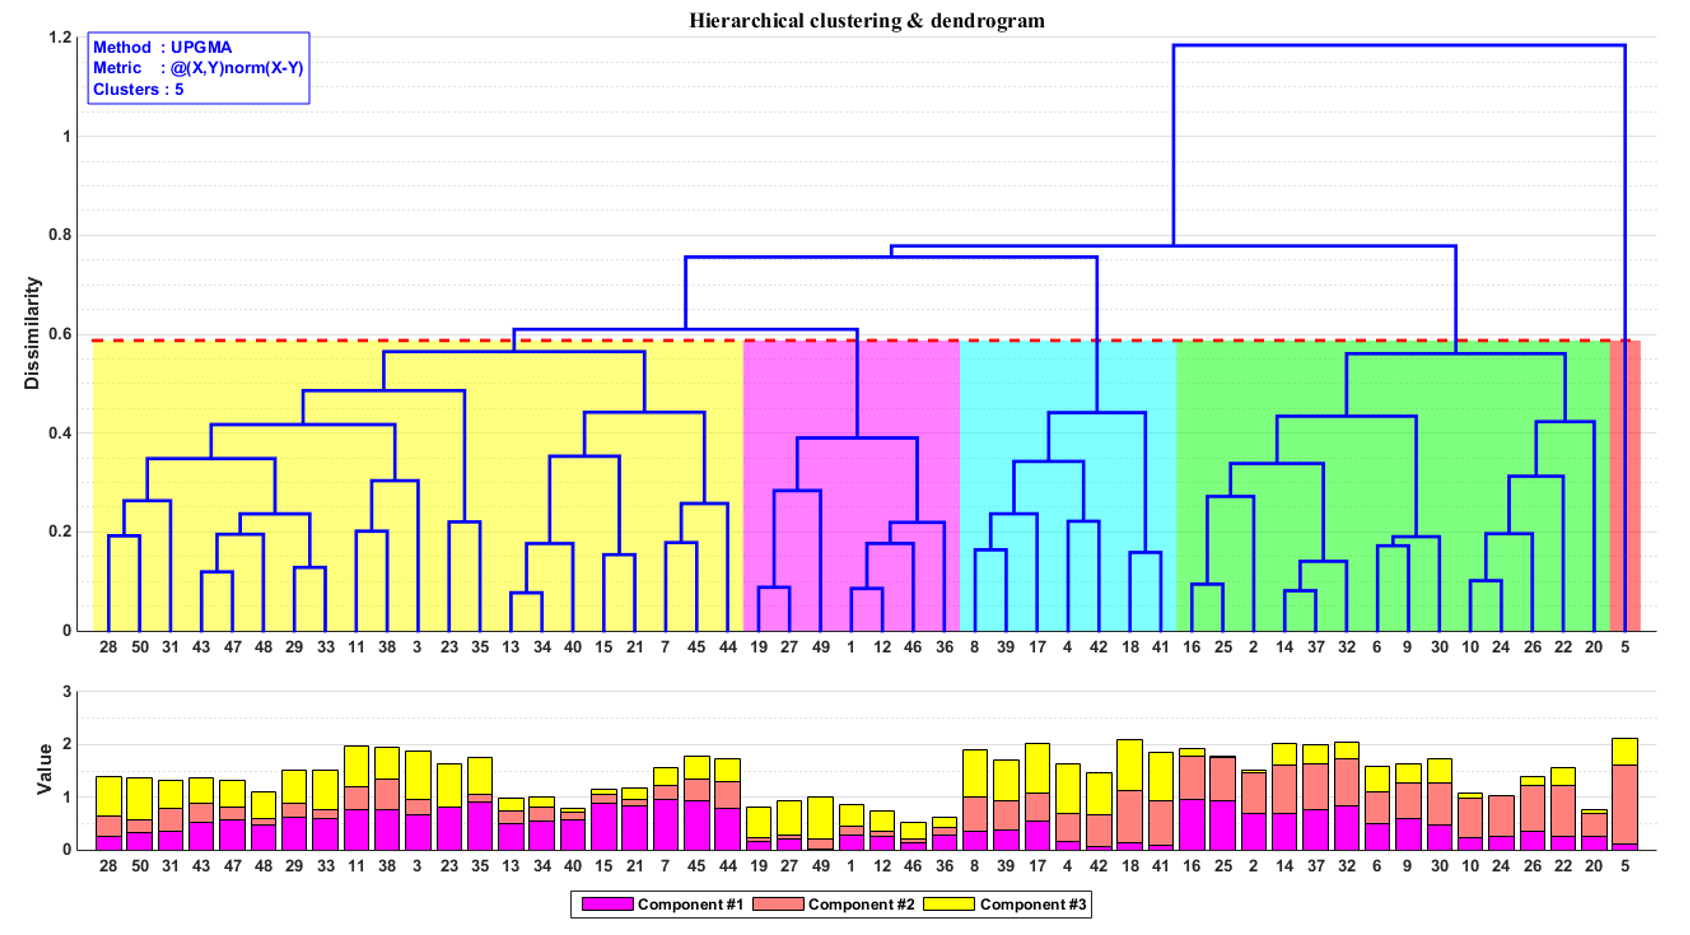 Hierarchical clustering & dendrogram
Method : UPGMA
Metric : @(X,Y)norm(X-Y)
Clusters : 5
Dissimilarity
1.2
1
0.8
0.6
0.4
0.2
0
28 50 31 43 47 48 29 33 11 38 3 23 35 13 34 40 15 21 7 45 44 19 27 49 1 12 46 36 8 39 17 4 42 18 41 16 25 2 14 37 32 6 9 30 10 24 26 22 20 5
Value
3
2
1
0
28 50 31 43 47 48 29 33 11 38 3 23 35 13 34 40 15 21 7 45 44 19 27 49 1 12 46 36 8 39 17 4 42 18 41 16 25 2 14 37 32 6 9 30 10 24 26 22 20 5
Component #1 Component #2 Component #3